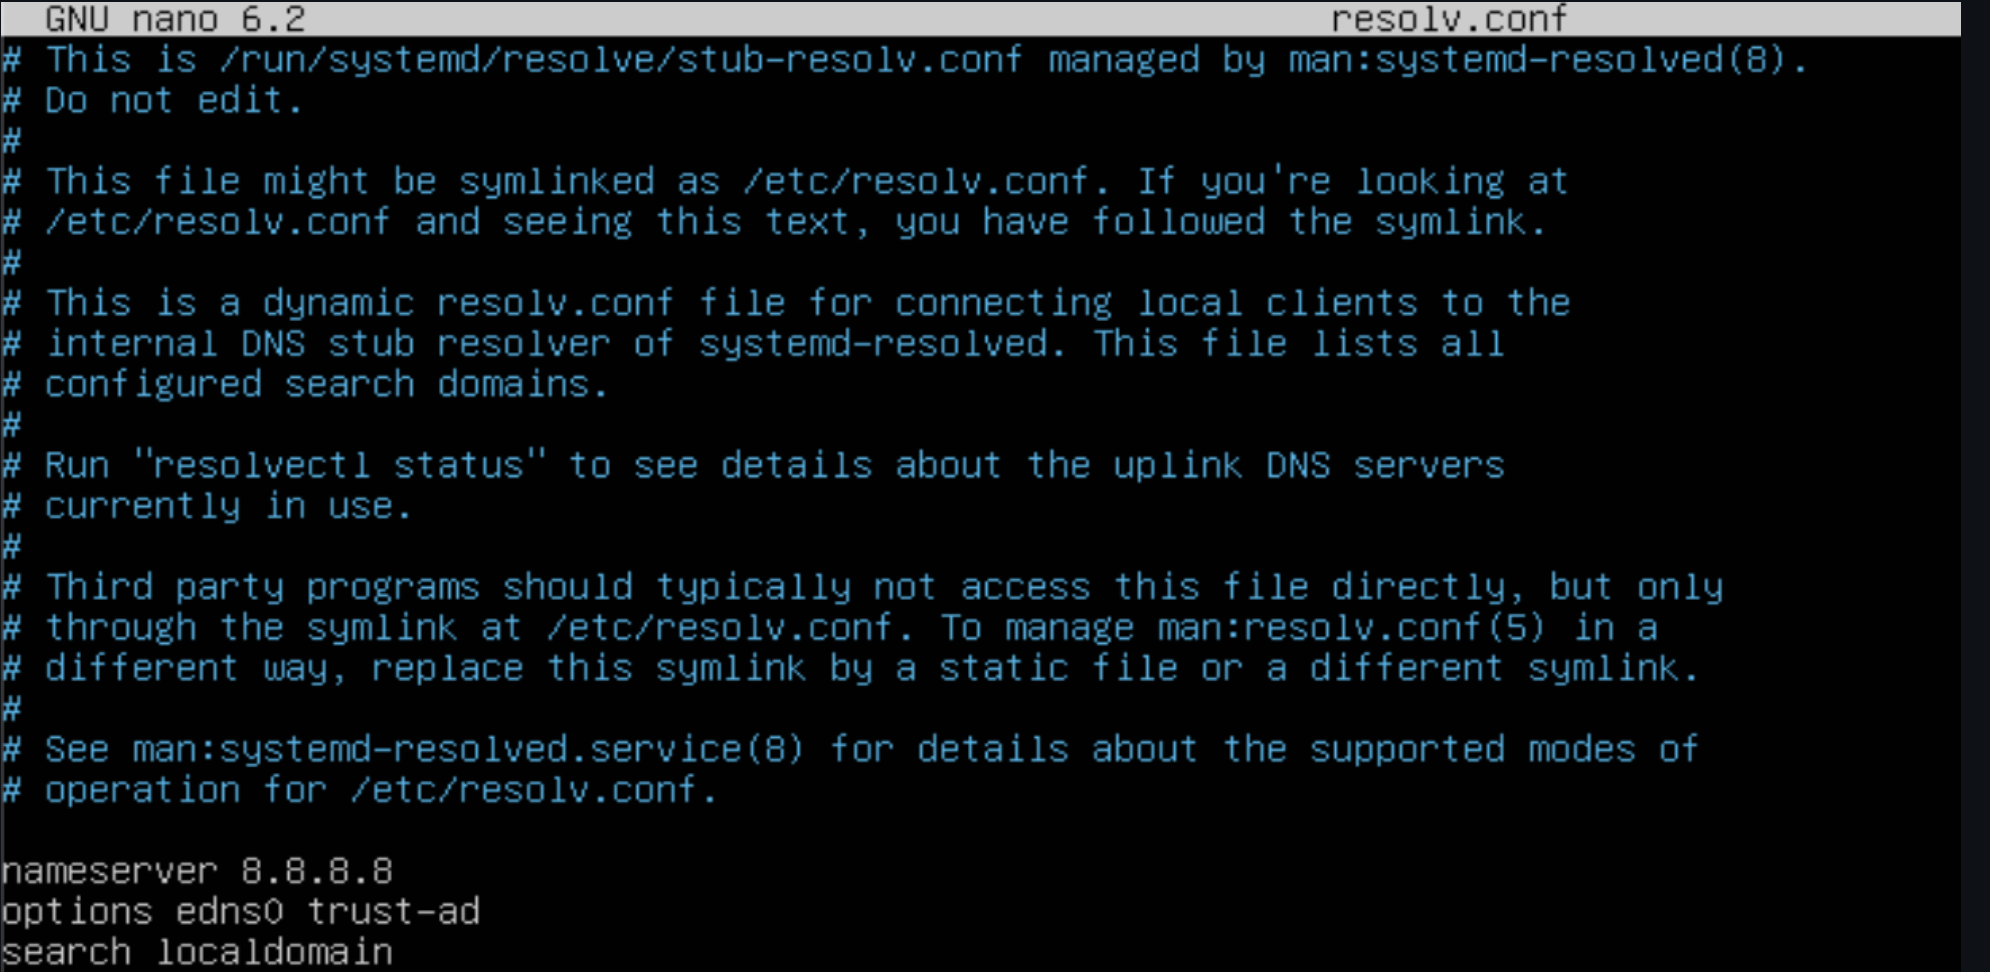 GNU nano 6.2 resolv.conf
# This is /run/systemd/resolve/stub-resolv.conf managed by man:systemd-resolved(8).
# Do not edit.
#
# This file might be symlinked as /etc/resolv.conf. If you're looking at
# /etc/resolv.conf and seeing this text, you have followed the symlink.
#
# This is a dynamic resolv.conf file for connecting local clients to the
# internal DNS stub resolver of systemd-resolved. This file lists all
# configured search domains.
#
# Run "resolvectl status" to see details about the uplink DNS servers
# currently in use.
#
# Third party programs should typically not access this file directly, but only
# through the symlink at /etc/resolv.conf. To manage man:resolv.conf(5) in a
# different way, replace this symlink by a static file or a different symlink.
#
# See man:systemd-resolved.service(8) for details about the supported modes of
# operation for /etc/resolv.conf.
nameserver 8.8.8.8
options edns0 trust-ad
search localdomain